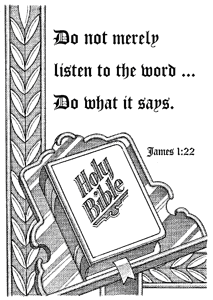 Do not merely
listen to the word ...
Do what it says.
James 1:22
Holy
Bible